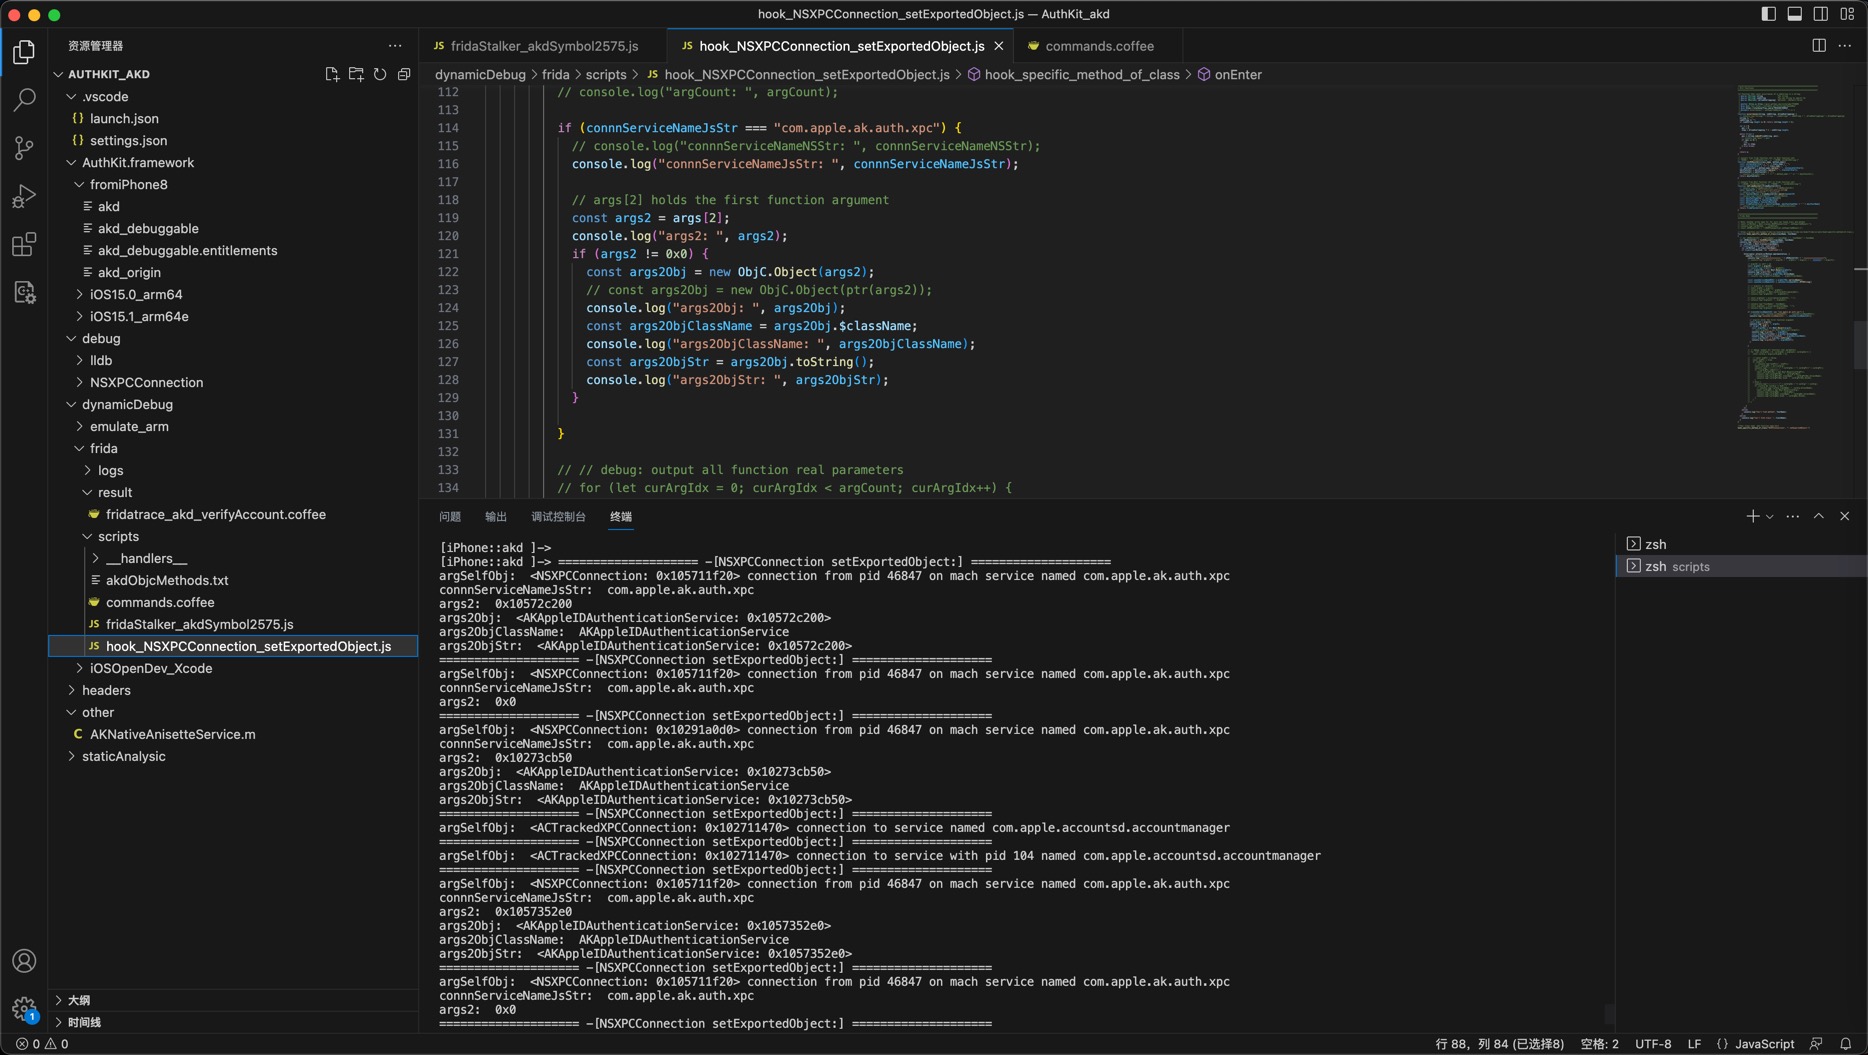 hook_NSXPCConnection_setExportedObject.js — AuthKit_akd
资源管理器
AUTHKIT_AKD
.vscode
{} launch.json
{} settings.json
AuthKit.framework
fromiPhone8
akd
akd_debuggable
akd_debuggable.entitlements
akd_origin
iOS15.0_arm64
iOS15.1_arm64e
debug
lldb
NSXPCConnection
dynamicDebug
emulate_arm
frida
logs
result
fridatrace_akd_verifyAccount.coffee
scripts
__handlers__
akdObjcMethods.txt
commands.coffee
JS fridaStalker_akdSymbol2575.js
JS hook_NSXPCConnection_setExportedObject.js
iOSOpenDev_Xcode
headers
other
C AKNativeAnisetteService.m
staticAnalysic
大纲
时间线
JS fridaStalker_akdSymbol2575.js
JS hook_NSXPCConnection_setExportedObject.js
commands.coffee
dynamicDebug > frida > scripts > JS hook_NSXPCConnection_setExportedObject.js > hook_specific_method_of_class > onEnter
112 // console.log("argCount: ", argCount);
113
114 if (connnServiceNameJsStr === "com.apple.ak.auth.xpc") {
115 // console.log("connnServiceNameNSStr: ", connnServiceNameNSStr);
116 console.log("connnServiceNameJsStr: ", connnServiceNameJsStr);
117
118 // args[2] holds the first function argument
119 const args2 = args[2];
120 console.log("args2: ", args2);
121 if (args2 != 0x0) {
122 const args2Obj = new ObjC.Object(args2);
123 // const args2Obj = new ObjC.Object(ptr(args2));
124 console.log("args2Obj: ", args2Obj);
125 const args2ObjClassName = args2Obj.$className;
126 console.log("args2ObjClassName: ", args2ObjClassName);
127 const args2ObjStr = args2Obj.toString();
128 console.log("args2ObjStr: ", args2ObjStr);
129 }
130
131 }
132
133 // // debug: output all function real parameters
134 // for (let curArgIdx = 0; curArgIdx < argCount; curArgIdx++) {
问题 输出 调试控制台 终端
[iPhone::akd ]->
[iPhone::akd ]-> ==================== -[NSXPCConnection setExportedObject:] ====================
argSelfObj:  <NSXPCConnection: 0x105711f20> connection from pid 46847 on mach service named com.apple.ak.auth.xpc
connnServiceNameJsStr:  com.apple.ak.auth.xpc
args2:  0x10572c200
args2Obj:  <AKAppleIDAuthenticationService: 0x10572c200>
args2ObjClassName:  AKAppleIDAuthenticationService
args2ObjStr:  <AKAppleIDAuthenticationService: 0x10572c200>
==================== -[NSXPCConnection setExportedObject:] ====================
argSelfObj:  <NSXPCConnection: 0x105711f20> connection from pid 46847 on mach service named com.apple.ak.auth.xpc
connnServiceNameJsStr:  com.apple.ak.auth.xpc
args2:  0x0
==================== -[NSXPCConnection setExportedObject:] ====================
argSelfObj:  <NSXPCConnection: 0x10291a0d0> connection from pid 46847 on mach service named com.apple.ak.auth.xpc
connnServiceNameJsStr:  com.apple.ak.auth.xpc
args2:  0x10273cb50
args2Obj:  <AKAppleIDAuthenticationService: 0x10273cb50>
args2ObjClassName:  AKAppleIDAuthenticationService
args2ObjStr:  <AKAppleIDAuthenticationService: 0x10273cb50>
==================== -[NSXPCConnection setExportedObject:] ====================
argSelfObj:  <ACTrackedXPCConnection: 0x102711470> connection to service named com.apple.accountsd.accountmanager
==================== -[NSXPCConnection setExportedObject:] ====================
argSelfObj:  <ACTrackedXPCConnection: 0x102711470> connection to service with pid 104 named com.apple.accountsd.accountmanager
==================== -[NSXPCConnection setExportedObject:] ====================
argSelfObj:  <NSXPCConnection: 0x105711f20> connection from pid 46847 on mach service named com.apple.ak.auth.xpc
connnServiceNameJsStr:  com.apple.ak.auth.xpc
args2:  0x1057352e0
args2Obj:  <AKAppleIDAuthenticationService: 0x1057352e0>
args2ObjClassName:  AKAppleIDAuthenticationService
args2ObjStr:  <AKAppleIDAuthenticationService: 0x1057352e0>
==================== -[NSXPCConnection setExportedObject:] ====================
argSelfObj:  <NSXPCConnection: 0x105711f20> connection from pid 46847 on mach service named com.apple.ak.auth.xpc
connnServiceNameJsStr:  com.apple.ak.auth.xpc
args2:  0x0
==================== -[NSXPCConnection setExportedObject:] ====================
zsh
zsh scripts
1
0 0
行 88，列 84 (已选择8) 空格: 2 UTF-8 LF {} JavaScript